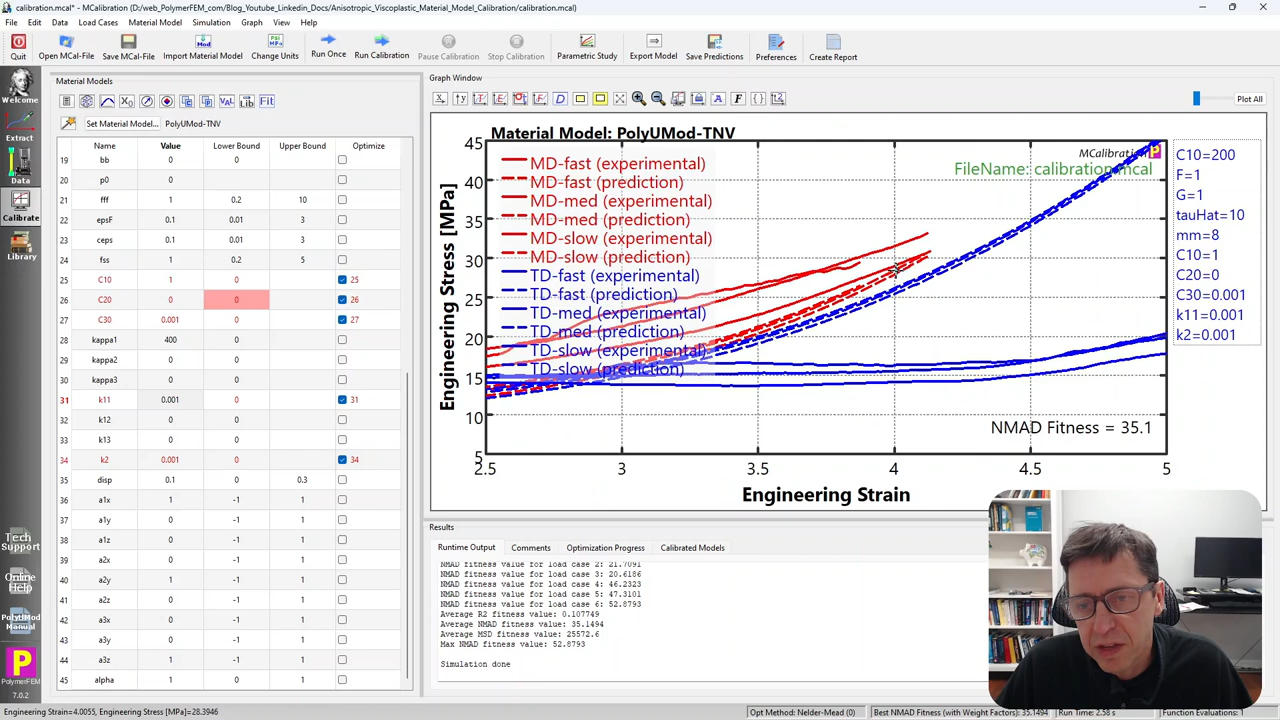 calibration.mcal* - MCalibration (D:/web_PolymerFEM_com/Blog_Youtube_Linkedin_Docs/Anisotropic_Viscoplastic_Material_Model_Calibration/calibration.mcal)
File Edit Data Load Cases Material Model Simulation Graph View Help
Quit Open MCal-File Save MCal-File Import Material Model Change Units Run Once Run Calibration Pause Calibration Stop Calibration Parametric Study Export Model Save Predictions Preferences Create Report
Welcome
Extract
Data
Calibrate
Library
Tech Support
Online Help
PolyUMod Manual
PolymerFEM
7.0.2
Material Models
Set Material Model... PolyUMod-TNV
Name Value Lower Bound Upper Bound Optimize
19 bb 0 0
20 p0 0 0
21 fff 1 0.2 10
22 epsF 0.1 0.01 3
23 ceps 0.1 0.01 3
24 fss 0 0.2 2
25 C10 1 0 25
26 C20 0 0 26
27 C30 0.001 0 27
28 kappa1 400 0
29 kappa2 0 0
30 kappa3 0 0
31 k11 0.001 0 31
32 k12 0 0
33 k13 0 0
34 k2 0.001 0 34
35 disp 0.1 0 0.3
36 a1x 1 -1 1
37 a1y 0 -1 1
38 a1z 0 -1 1
39 a2x 0 -1 1
40 a2y 1 -1 1
41 a2z 0 -1 1
42 a3x 0 -1 1
43 a3y 0 -1 1
44 a3z 1 -1 1
45 alpha 1 0 1
Graph Window
Plot All
Material Model: PolyUMod-TNV
MCalibration
FileName: calibration.mcal
MD-fast (experimental)
MD-fast (prediction)
MD-med (experimental)
MD-med (prediction)
MD-slow (experimental)
MD-slow (prediction)
TD-fast (experimental)
TD-fast (prediction)
TD-med (experimental)
TD-med (prediction)
TD-slow (experimental)
TD-slow (prediction)
45
40
35
30
25
20
15
10
5
2.5 3 3.5 4 4.5 5
Engineering Stress [MPa]
Engineering Strain
NMAD Fitness = 35.1
C10=200
F=1
G=1
tauHat=10
mm=8
C10=1
C20=0
C30=0.001
k11=0.001
k2=0.001
Results
Runtime Output Comments Optimization Progress Calibrated Models
NMAD fitness value for load case 2: 21.7091
NMAD fitness value for load case 3: 20.6186
NMAD fitness value for load case 4: 46.2323
NMAD fitness value for load case 5: 47.3101
NMAD fitness value for load case 6: 52.8793
Average R2 fitness value: 0.107749
Average NMAD fitness value: 35.1494
Average MSD fitness value: 25572.6
Max NMAD fitness value: 52.8793
Simulation done
Engineering Strain=4.0055, Engineering Stress [MPa]=28.3946
Opt Method: Nelder-Mead (0) Best NMAD Fitness (with Weight Factors): 35.1494 Run Time: 2.58 s Function Evaluations: 1